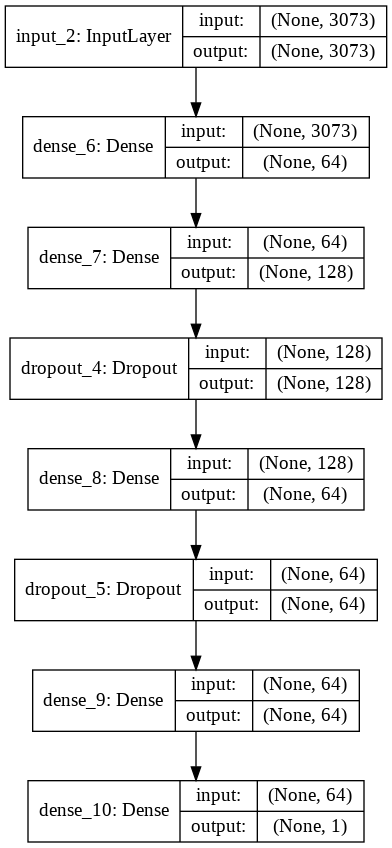 input_2: InputLayer
input: (None, 3073)
output: (None, 3073)
dense_6: Dense
input: (None, 3073)
output: (None, 64)
dense_7: Dense
input: (None, 64)
output: (None, 128)
dropout_4: Dropout
input: (None, 128)
output: (None, 128)
dense_8: Dense
input: (None, 128)
output: (None, 64)
dropout_5: Dropout
input: (None, 64)
output: (None, 64)
dense_9: Dense
input: (None, 64)
output: (None, 64)
dense_10: Dense
input: (None, 64)
output: (None, 1)